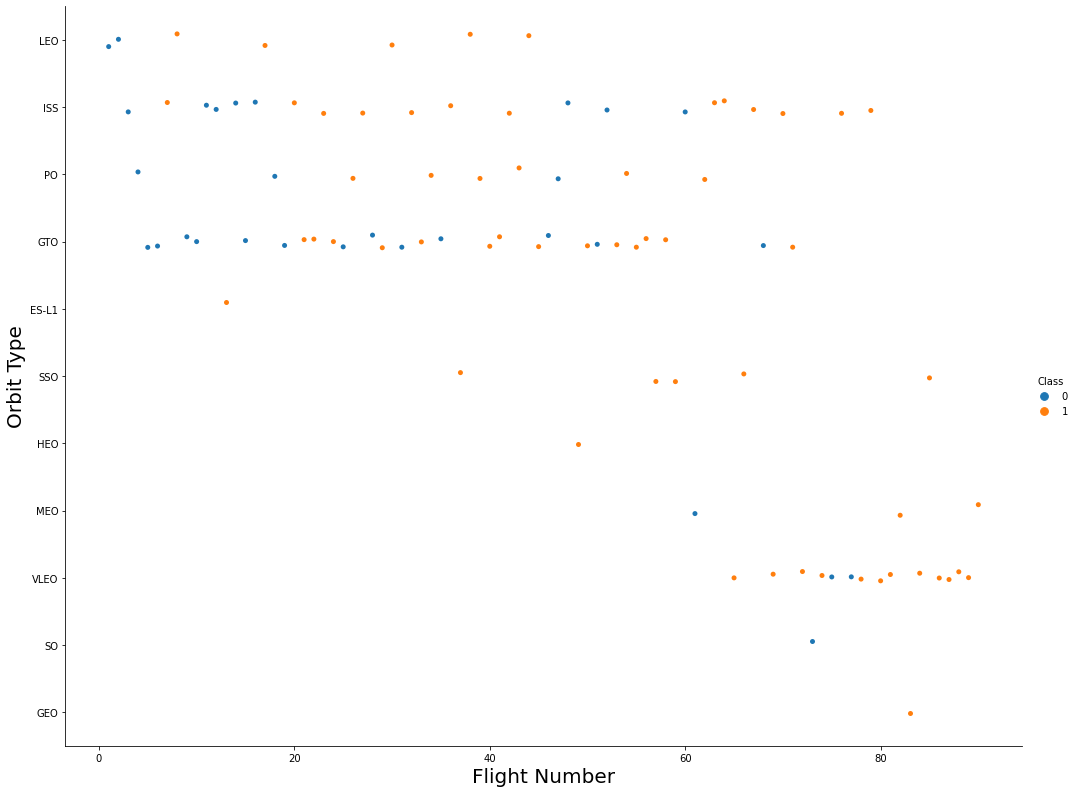 Orbit Type
LEO
ISS
PO
GTO
ES-L1
SSO
HEO
MEO
VLEO
SO
GEO
0 20 40 60 80
Flight Number
Class
0
1